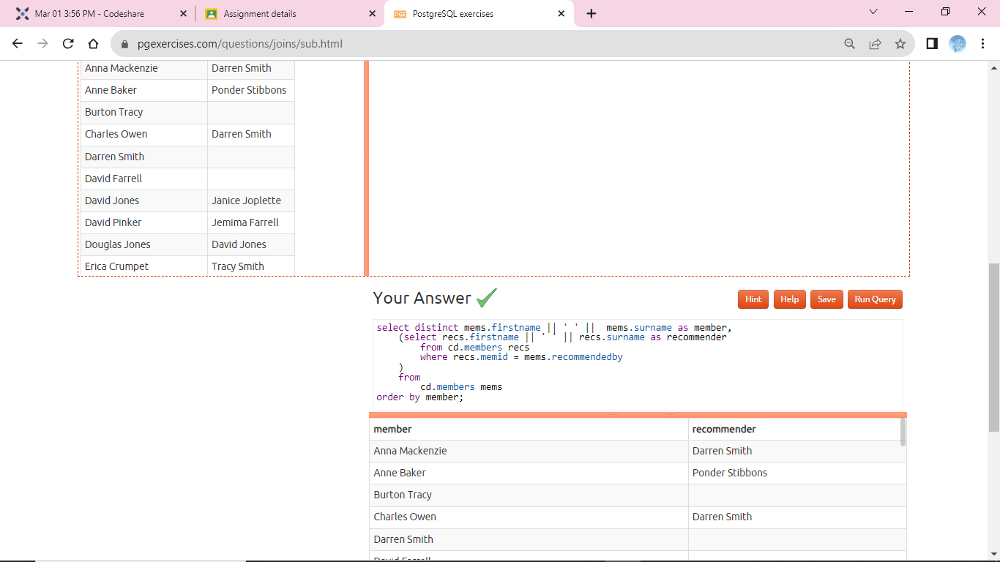 Mar 01 3:56 PM - Codeshare
Assignment details
PGE PostgreSQL exercises
pgexercises.com/questions/joins/sub.html
Anna Mackenzie Darren Smith
Anne Baker Ponder Stibbons
Burton Tracy
Charles Owen Darren Smith
Darren Smith
David Farrell
David Jones Janice Joplette
David Pinker Jemima Farrell
Douglas Jones David Jones
Erica Crumpet Tracy Smith
Your Answer
Hint Help Save Run Query
select distinct mems.firstname || ' ' ||  mems.surname as member,
    (select recs.firstname || ' ' || recs.surname as recommender
        from cd.members recs
        where recs.memid = mems.recommendedby
    )
    from
        cd.members mems
order by member;
member recommender
Anna Mackenzie Darren Smith
Anne Baker Ponder Stibbons
Burton Tracy
Charles Owen Darren Smith
Darren Smith
David Farrell